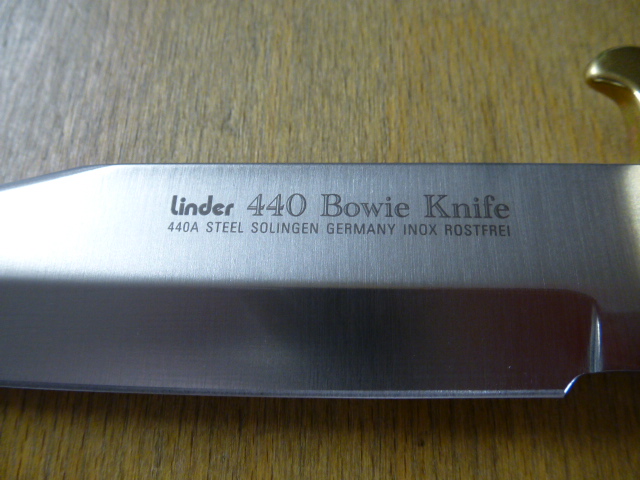 Linder 440 Bowie Knife
440A STEEL SOLINGEN GERMANY INOX ROSTFREI